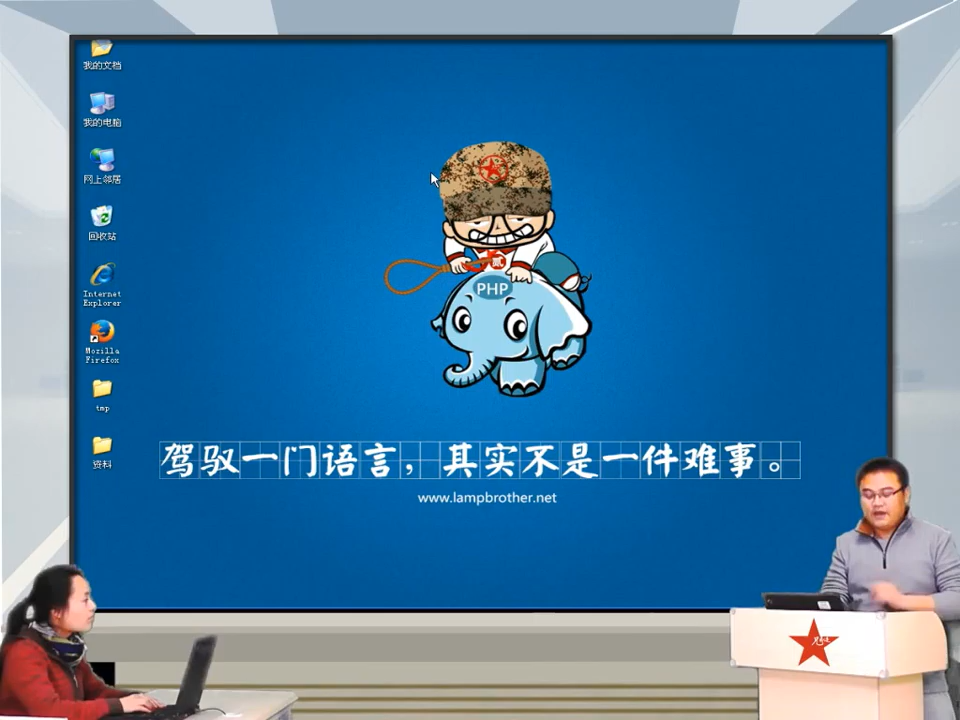 我的文档
我的电脑
网上邻居
回收站
Internet
Explorer
Mozilla
Firefox
tmp
资料
贰
PHP
驾驭一门语言，其实不是一件难事。
www.lampbrother.net